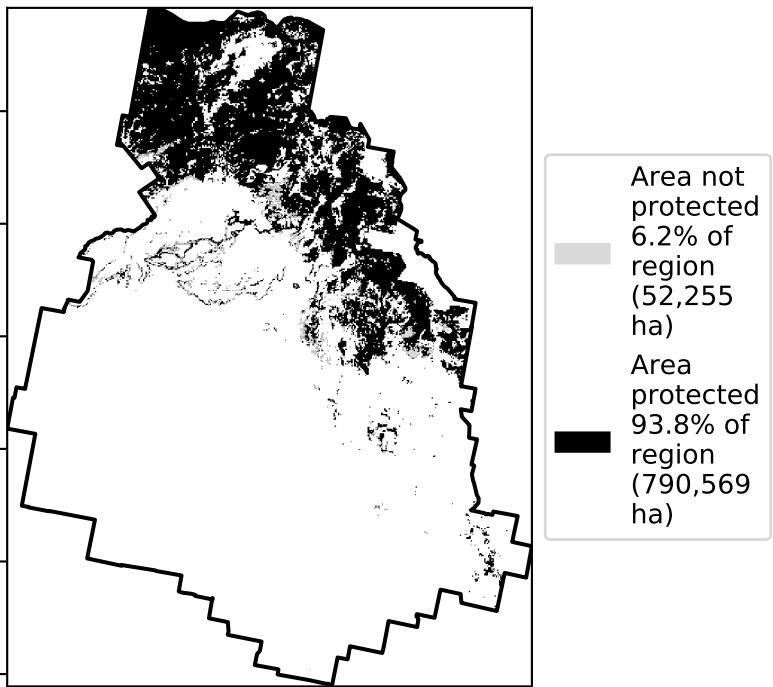 Area not
protected
6.2% of
region
(52,255
ha)
Area
protected
93.8% of
region
(790,569
ha)